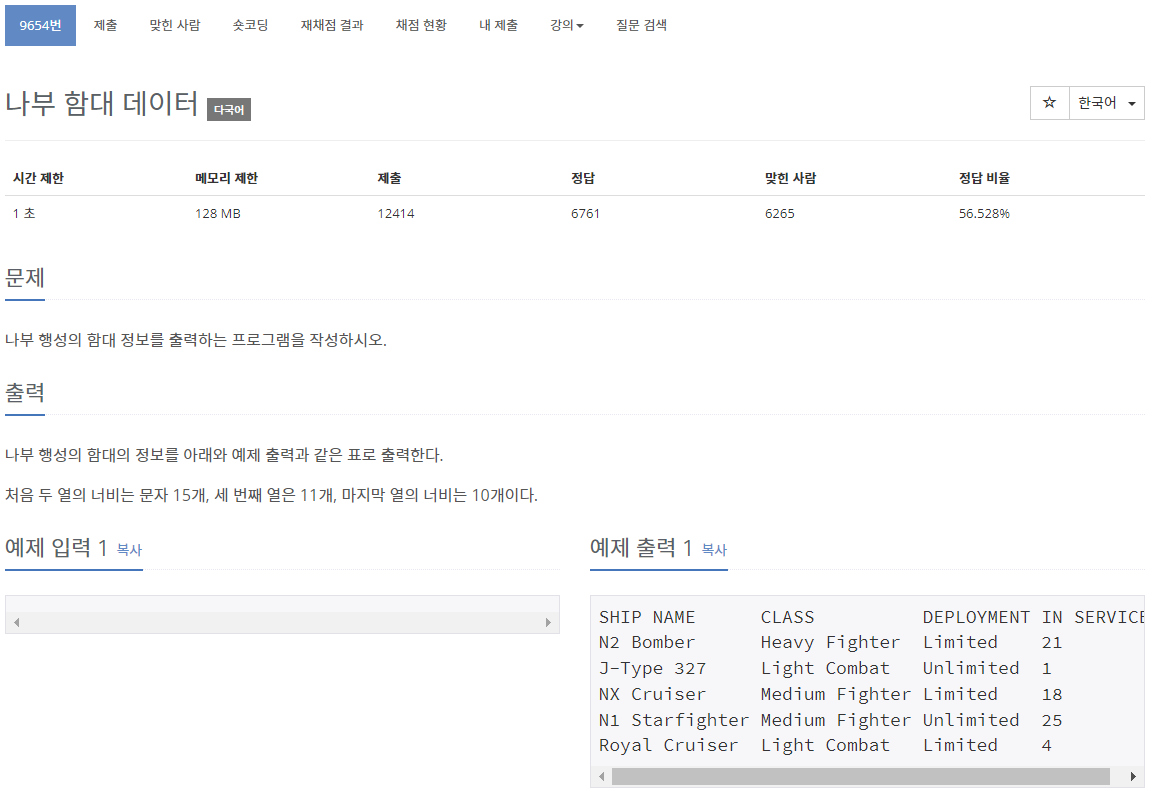 9654번 제출 맞힌 사람 숏코딩 재채점 결과 채점 현황 내 제출 강의 질문 검색
나부 함대 데이터 다국어
☆ 한국어
시간 제한 메모리 제한 제출 정답 맞힌 사람 정답 비율
1 초 128 MB 12414 6761 6265 56.528%
문제
나부 행성의 함대 정보를 출력하는 프로그램을 작성하시오.
출력
나부 행성의 함대의 정보를 아래와 예제 출력과 같은 표로 출력한다.
처음 두 열의 너비는 문자 15개, 세 번째 열은 11개, 마지막 열의 너비는 10개이다.
예제 입력 1 복사
예제 출력 1 복사
SHIP NAME      CLASS          DEPLOYMENT IN SERVICE
N2 Bomber      Heavy Fighter  Limited    21
J-Type 327     Light Combat   Unlimited  1
NX Cruiser     Medium Fighter Limited    18
N1 Starfighter Medium Fighter Unlimited  25
Royal Cruiser  Light Combat   Limited    4